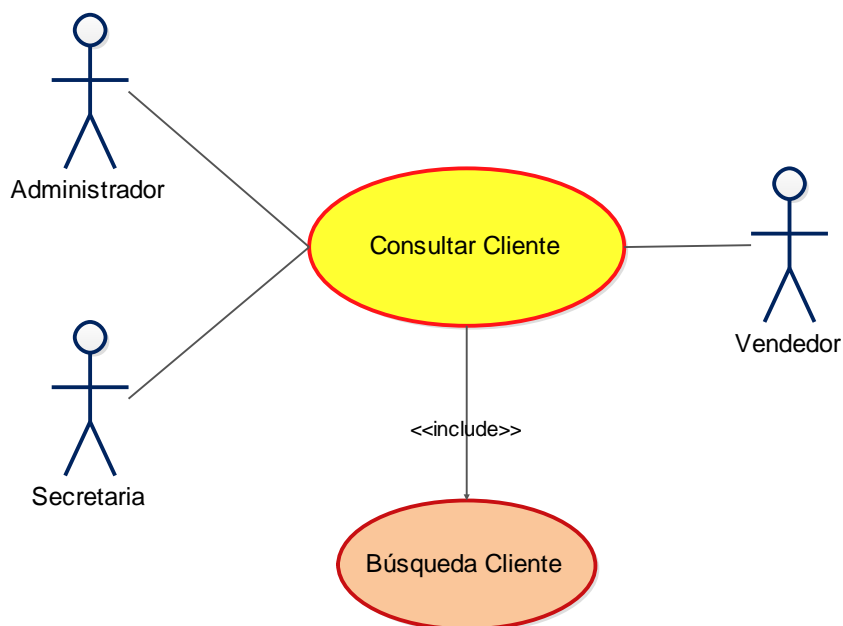 Administrador
Consultar Cliente
Vendedor
<<include>>
Secretaria
Búsqueda Cliente